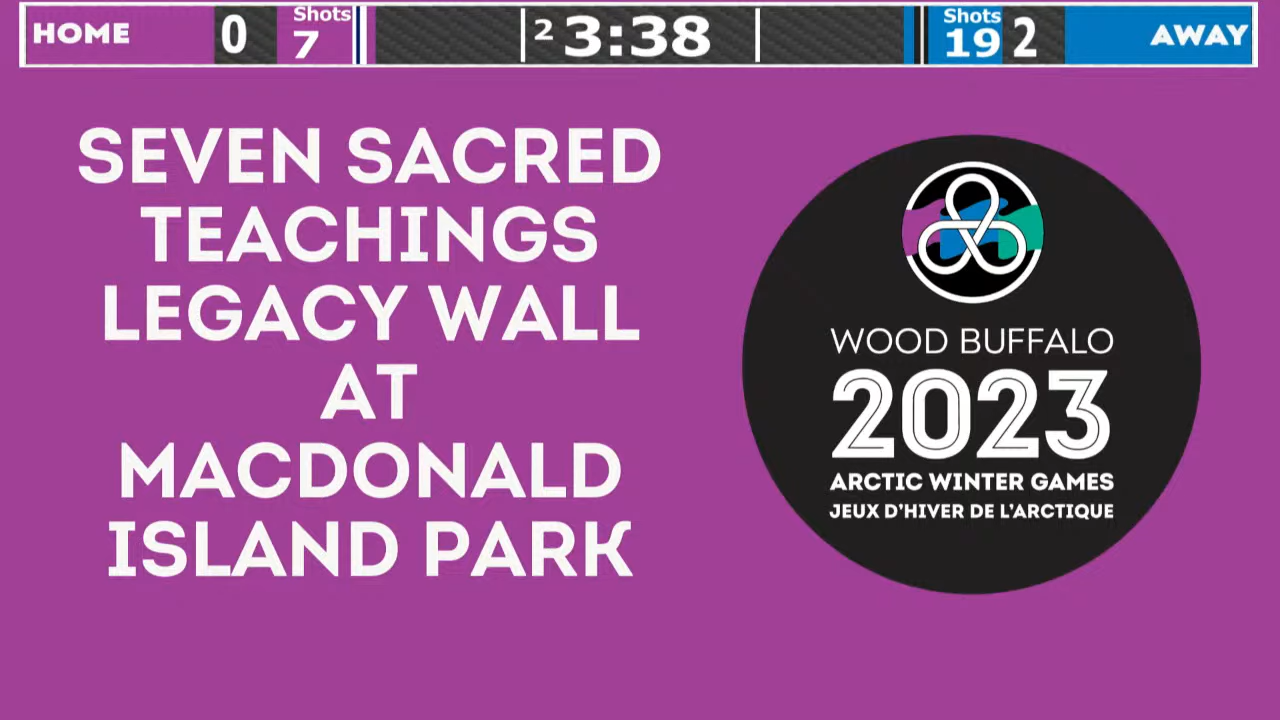 HOME 0 Shots 7 2 3:38 Shots 19 2 AWAY
SEVEN SACRED
TEACHINGS
LEGACY WALL
AT
MACDONALD
ISLAND PARK
WOOD BUFFALO
2023
ARCTIC WINTER GAMES
JEUX D'HIVER DE L'ARCTIQUE